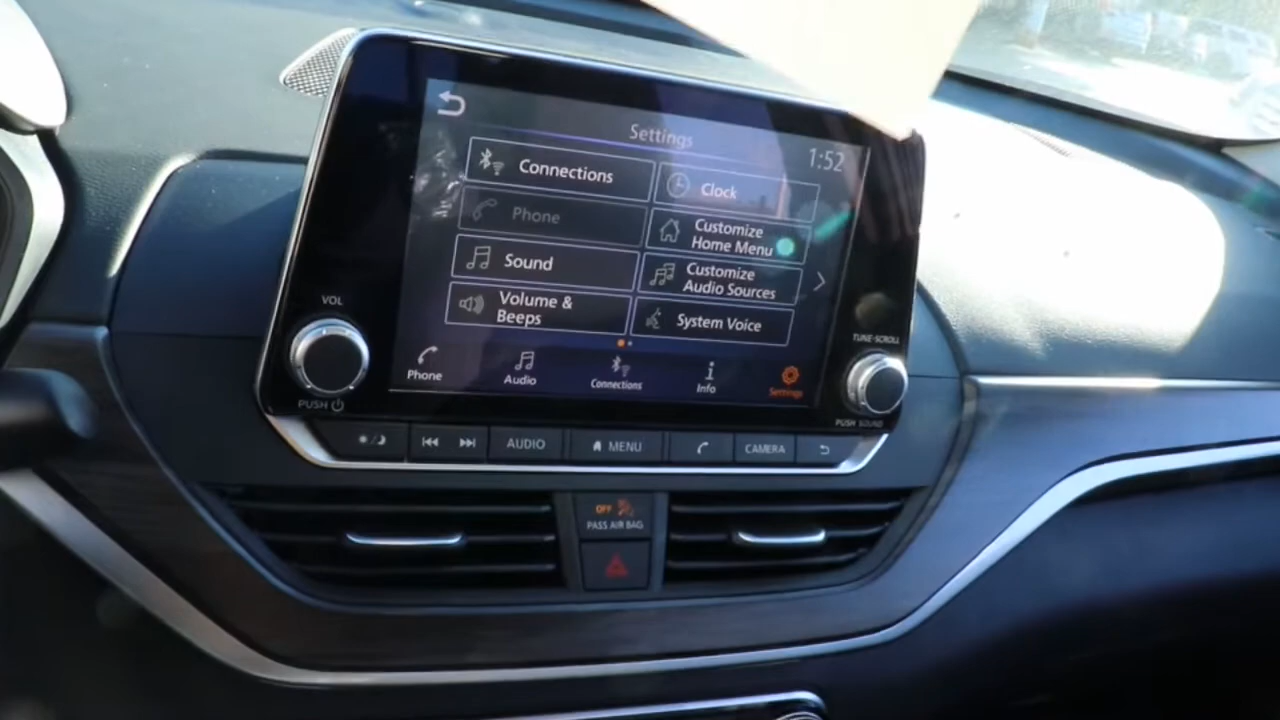 Settings
1:52
Connections
Clock
Phone
Customize
Home Menu
Sound
Customize
Audio Sources
Volume &
Beeps
System Voice
Phone
Audio
Connections
Info
Settings
VOL
PUSH
TUNE·SCROLL
PUSH SOUND
AUDIO
MENU
CAMERA
OFF
PASS AIR BAG